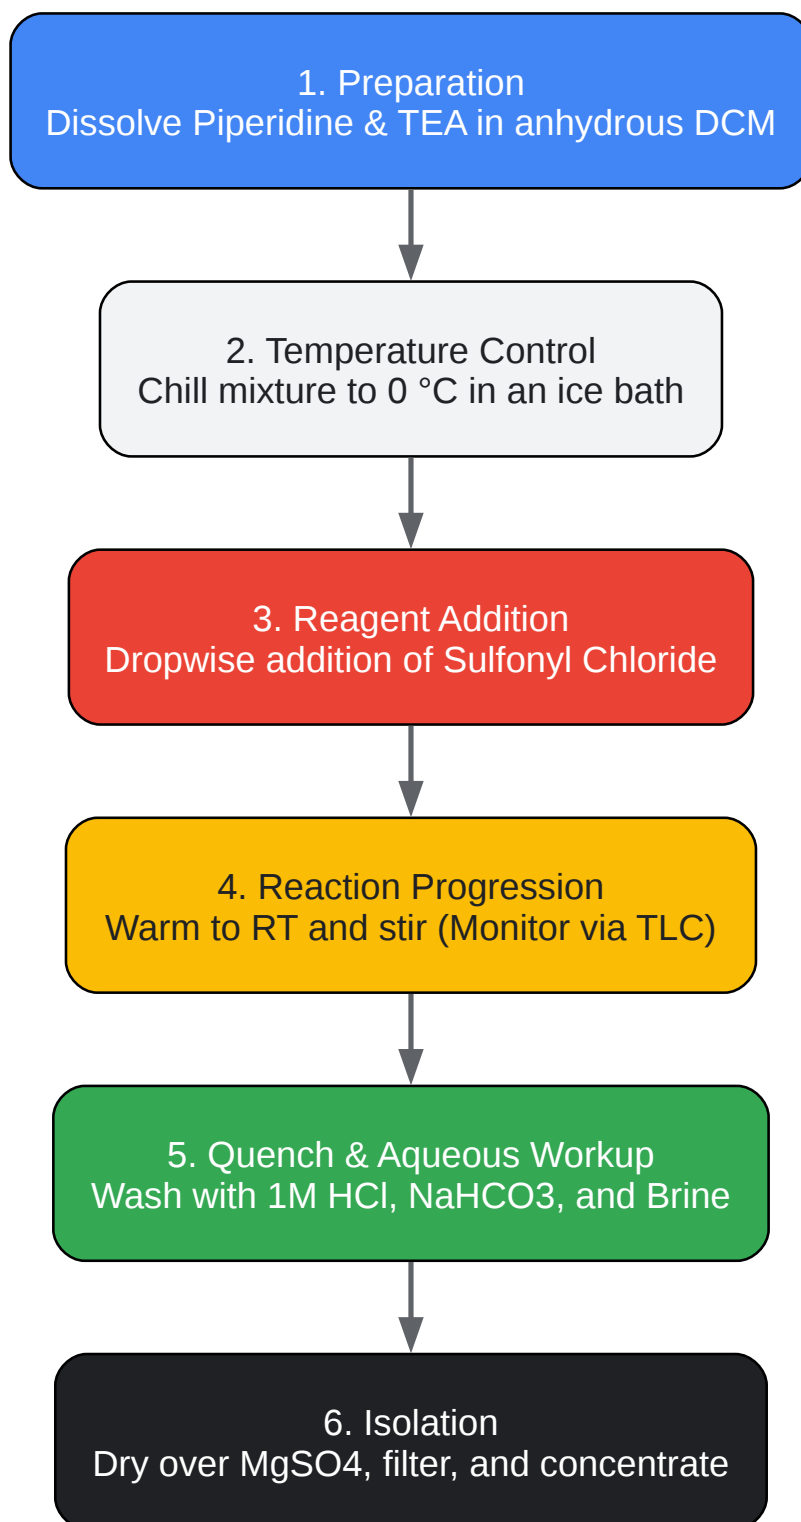 1. Preparation
Dissolve Piperidine & TEA in anhydrous DCM
2. Temperature Control
Chill mixture to 0 °C in an ice bath
3. Reagent Addition
Dropwise addition of Sulfonyl Chloride
4. Reaction Progression
Warm to RT and stir (Monitor via TLC)
5. Quench & Aqueous Workup
Wash with 1M HCl, NaHCO3, and Brine
6. Isolation
Dry over MgSO4, filter, and concentrate